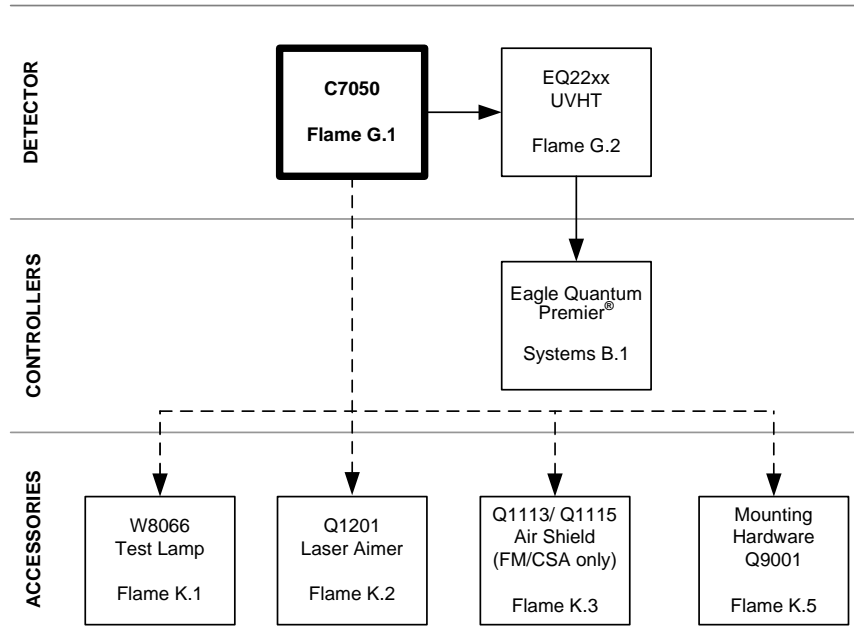 DETECTOR
C7050
Flame G.1
EQ22xx
UVHT
Flame G.2
CONTROLLERS
Eagle Quantum
Premier®
Systems B.1
ACCESSORIES
W8066
Test Lamp
Flame K.1
Q1201
Laser Aimer
Flame K.2
Q1113/ Q1115
Air Shield
(FM/CSA only)
Flame K.3
Mounting
Hardware
Q9001
Flame K.5